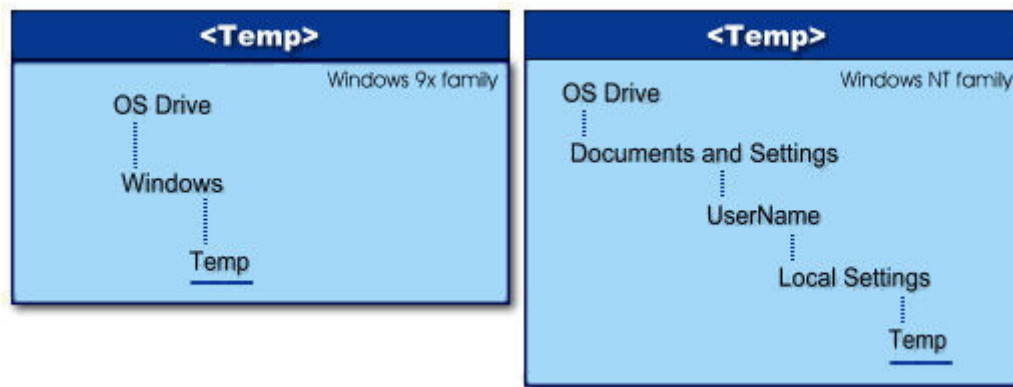 <Temp>
Windows 9x family
OS Drive
Windows
Temp
<Temp>
Windows NT family
OS Drive
Documents and Settings
UserName
Local Settings
Temp